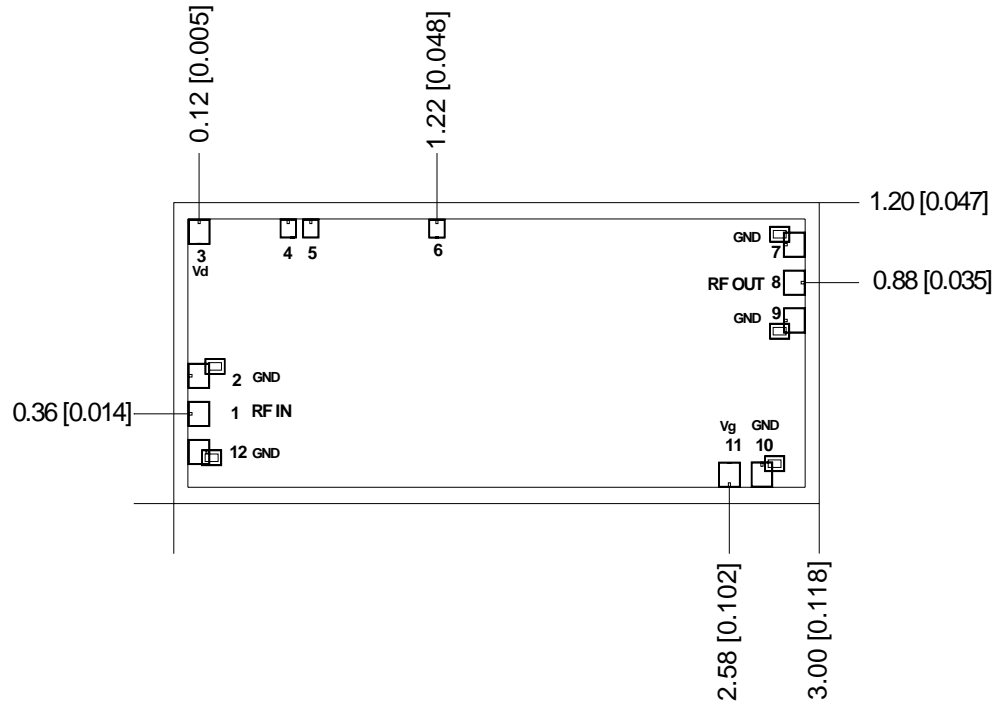 0.12 [0.005]
1.22 [0.048]
1.20 [0.047]
3
Vd
4
5
6
GND
7
RF OUT 8
0.88 [0.035]
GND 9
2 GND
0.36 [0.014]
1 RF IN
12 GND
Vg GND
11 10
2.58 [0.102]
3.00 [0.118]